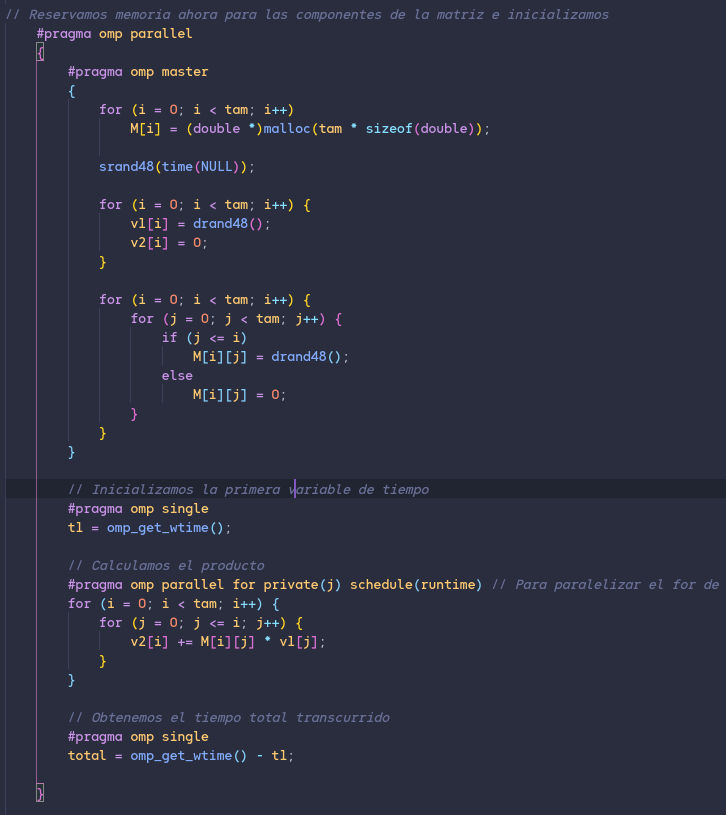 // Reservamos memoria ahora para las componentes de la matriz e inicializamos
#pragma omp parallel
{
#pragma omp master
{
for (i = 0; i < tam; i++)
M[i] = (double *)malloc(tam * sizeof(double));
srand48(time(NULL));
for (i = 0; i < tam; i++) {
v1[i] = drand48();
v2[i] = 0;
}
for (i = 0; i < tam; i++) {
for (j = 0; j < tam; j++) {
if (j <= i)
M[i][j] = drand48();
else
M[i][j] = 0;
}
}
}
// Inicializamos la primera variable de tiempo
#pragma omp single
t1 = omp_get_wtime();
// Calculamos el producto
#pragma omp parallel for private(j) schedule(runtime) // Para paralelizar el for de
for (i = 0; i < tam; i++) {
for (j = 0; j <= i; j++) {
v2[i] += M[i][j] * v1[j];
}
}
// Obtenemos el tiempo total transcurrido
#pragma omp single
total = omp_get_wtime() - t1;
}